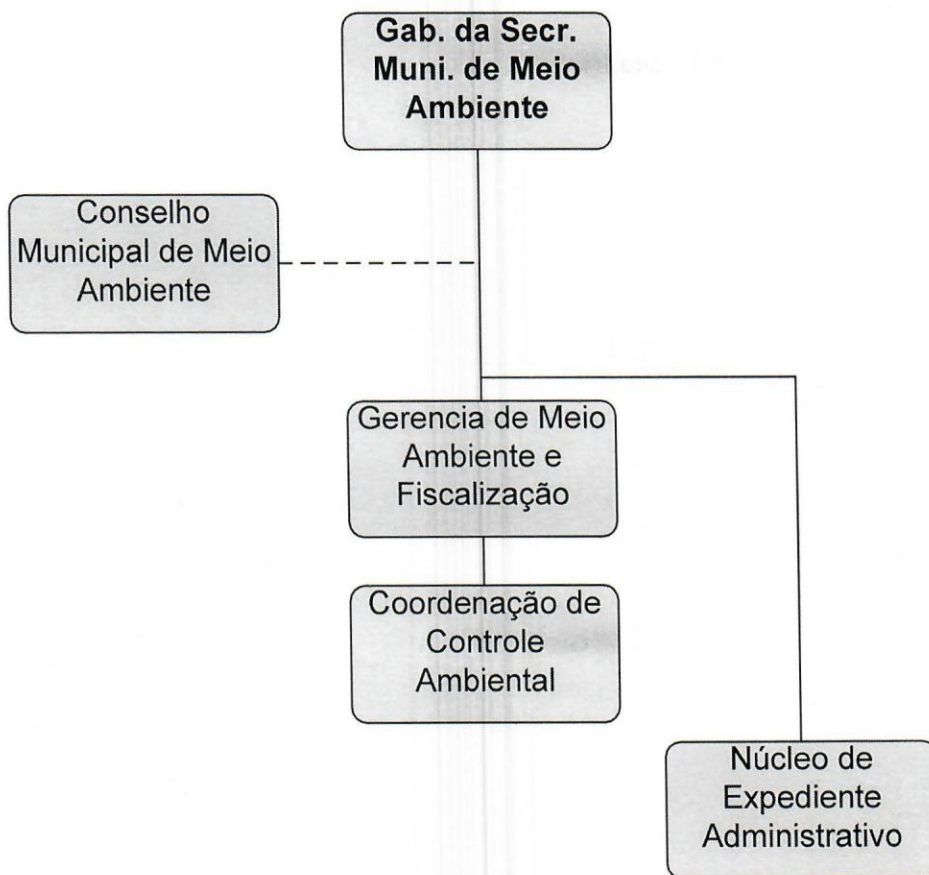 Gab. da Secr.
Muni. de Meio
Ambiente
Conselho
Municipal de Meio
Ambiente
Gerencia de Meio
Ambiente e
Fiscalização
Coordenação de
Controle
Ambiental
Núcleo de
Expediente
Administrativo